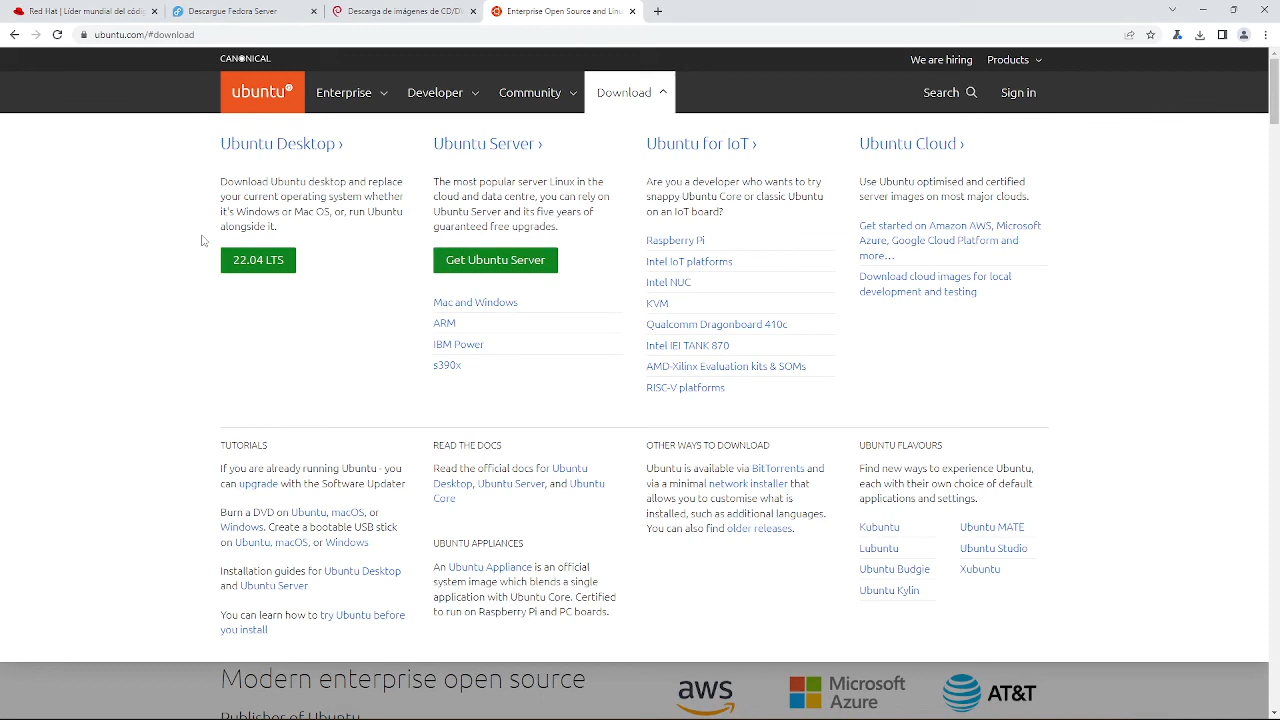 Red Hat | Líder mundial del códig
Descargue Fedora Server
Descarga de imágenes de CD/DV
Enterprise Open Source and Linu
ubuntu.com/#download
CANONICAL
We are hiring
Products
ubuntu®
Enterprise
Developer
Community
Download
Search
Sign in
Ubuntu Desktop ›
Download Ubuntu desktop and replace
your current operating system whether
it's Windows or Mac OS, or, run Ubuntu
alongside it.
22.04 LTS
Ubuntu Server ›
The most popular server Linux in the
cloud and data centre, you can rely on
Ubuntu Server and its five years of
guaranteed free upgrades.
Get Ubuntu Server
Mac and Windows
ARM
IBM Power
s390x
Ubuntu for IoT ›
Are you a developer who wants to try
snappy Ubuntu Core or classic Ubuntu
on an IoT board?
Raspberry Pi
Intel IoT platforms
Intel NUC
KVM
Qualcomm Dragonboard 410c
Intel IEI TANK 870
AMD-Xilinx Evaluation kits & SOMs
RISC-V platforms
Ubuntu Cloud ›
Use Ubuntu optimised and certified
server images on most major clouds.
Get started on Amazon AWS, Microsoft
Azure, Google Cloud Platform and
more…
Download cloud images for local
development and testing
TUTORIALS
If you are already running Ubuntu - you
can upgrade with the Software Updater
Burn a DVD on Ubuntu, macOS, or
Windows. Create a bootable USB stick
on Ubuntu, macOS, or Windows
Installation guides for Ubuntu Desktop
and Ubuntu Server
You can learn how to try Ubuntu before
you install
READ THE DOCS
Read the official docs for Ubuntu
Desktop, Ubuntu Server, and Ubuntu
Core
UBUNTU APPLIANCES
An Ubuntu Appliance is an official
system image which blends a single
application with Ubuntu Core. Certified
to run on Raspberry Pi and PC boards.
OTHER WAYS TO DOWNLOAD
Ubuntu is available via BitTorrents and
via a minimal network installer that
allows you to customise what is
installed, such as additional languages.
You can also find older releases.
UBUNTU FLAVOURS
Find new ways to experience Ubuntu,
each with their own choice of default
applications and settings.
Kubuntu
Lubuntu
Ubuntu Budgie
Ubuntu Kylin
Ubuntu MATE
Ubuntu Studio
Xubuntu
Modern enterprise open source
Publisher of Ubuntu
aws
Microsoft
Azure
AT&T